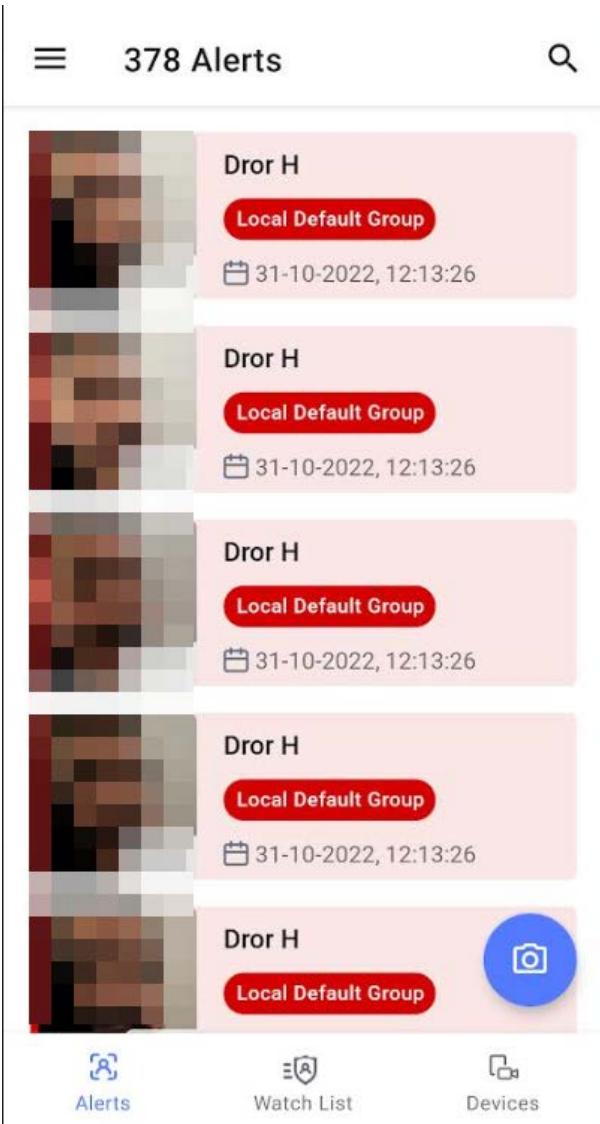 378 Alerts
Dror H
Local Default Group
31-10-2022, 12:13:26
Dror H
Local Default Group
31-10-2022, 12:13:26
Dror H
Local Default Group
31-10-2022, 12:13:26
Dror H
Local Default Group
31-10-2022, 12:13:26
Dror H
Local Default Group
Alerts Watch List Devices